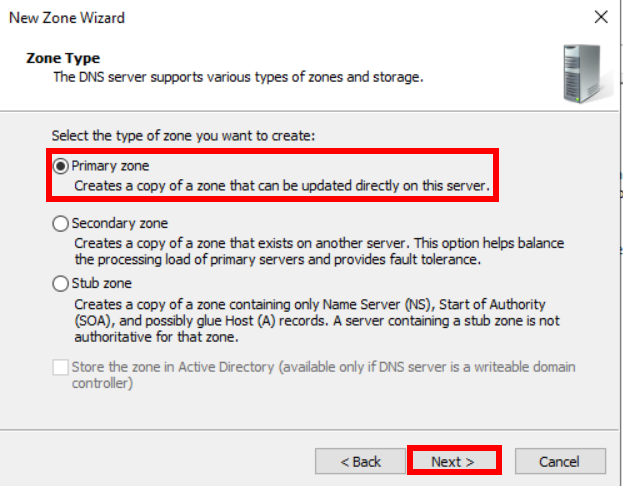 New Zone Wizard
Zone Type
The DNS server supports various types of zones and storage.
Select the type of zone you want to create:
Primary zone
Creates a copy of a zone that can be updated directly on this server.
Secondary zone
Creates a copy of a zone that exists on another server. This option helps balance
the processing load of primary servers and provides fault tolerance.
Stub zone
Creates a copy of a zone containing only Name Server (NS), Start of Authority
(SOA), and possibly glue Host (A) records. A server containing a stub zone is not
authoritative for that zone.
Store the zone in Active Directory (available only if DNS server is a writeable domain
controller)
< Back
Next >
Cancel